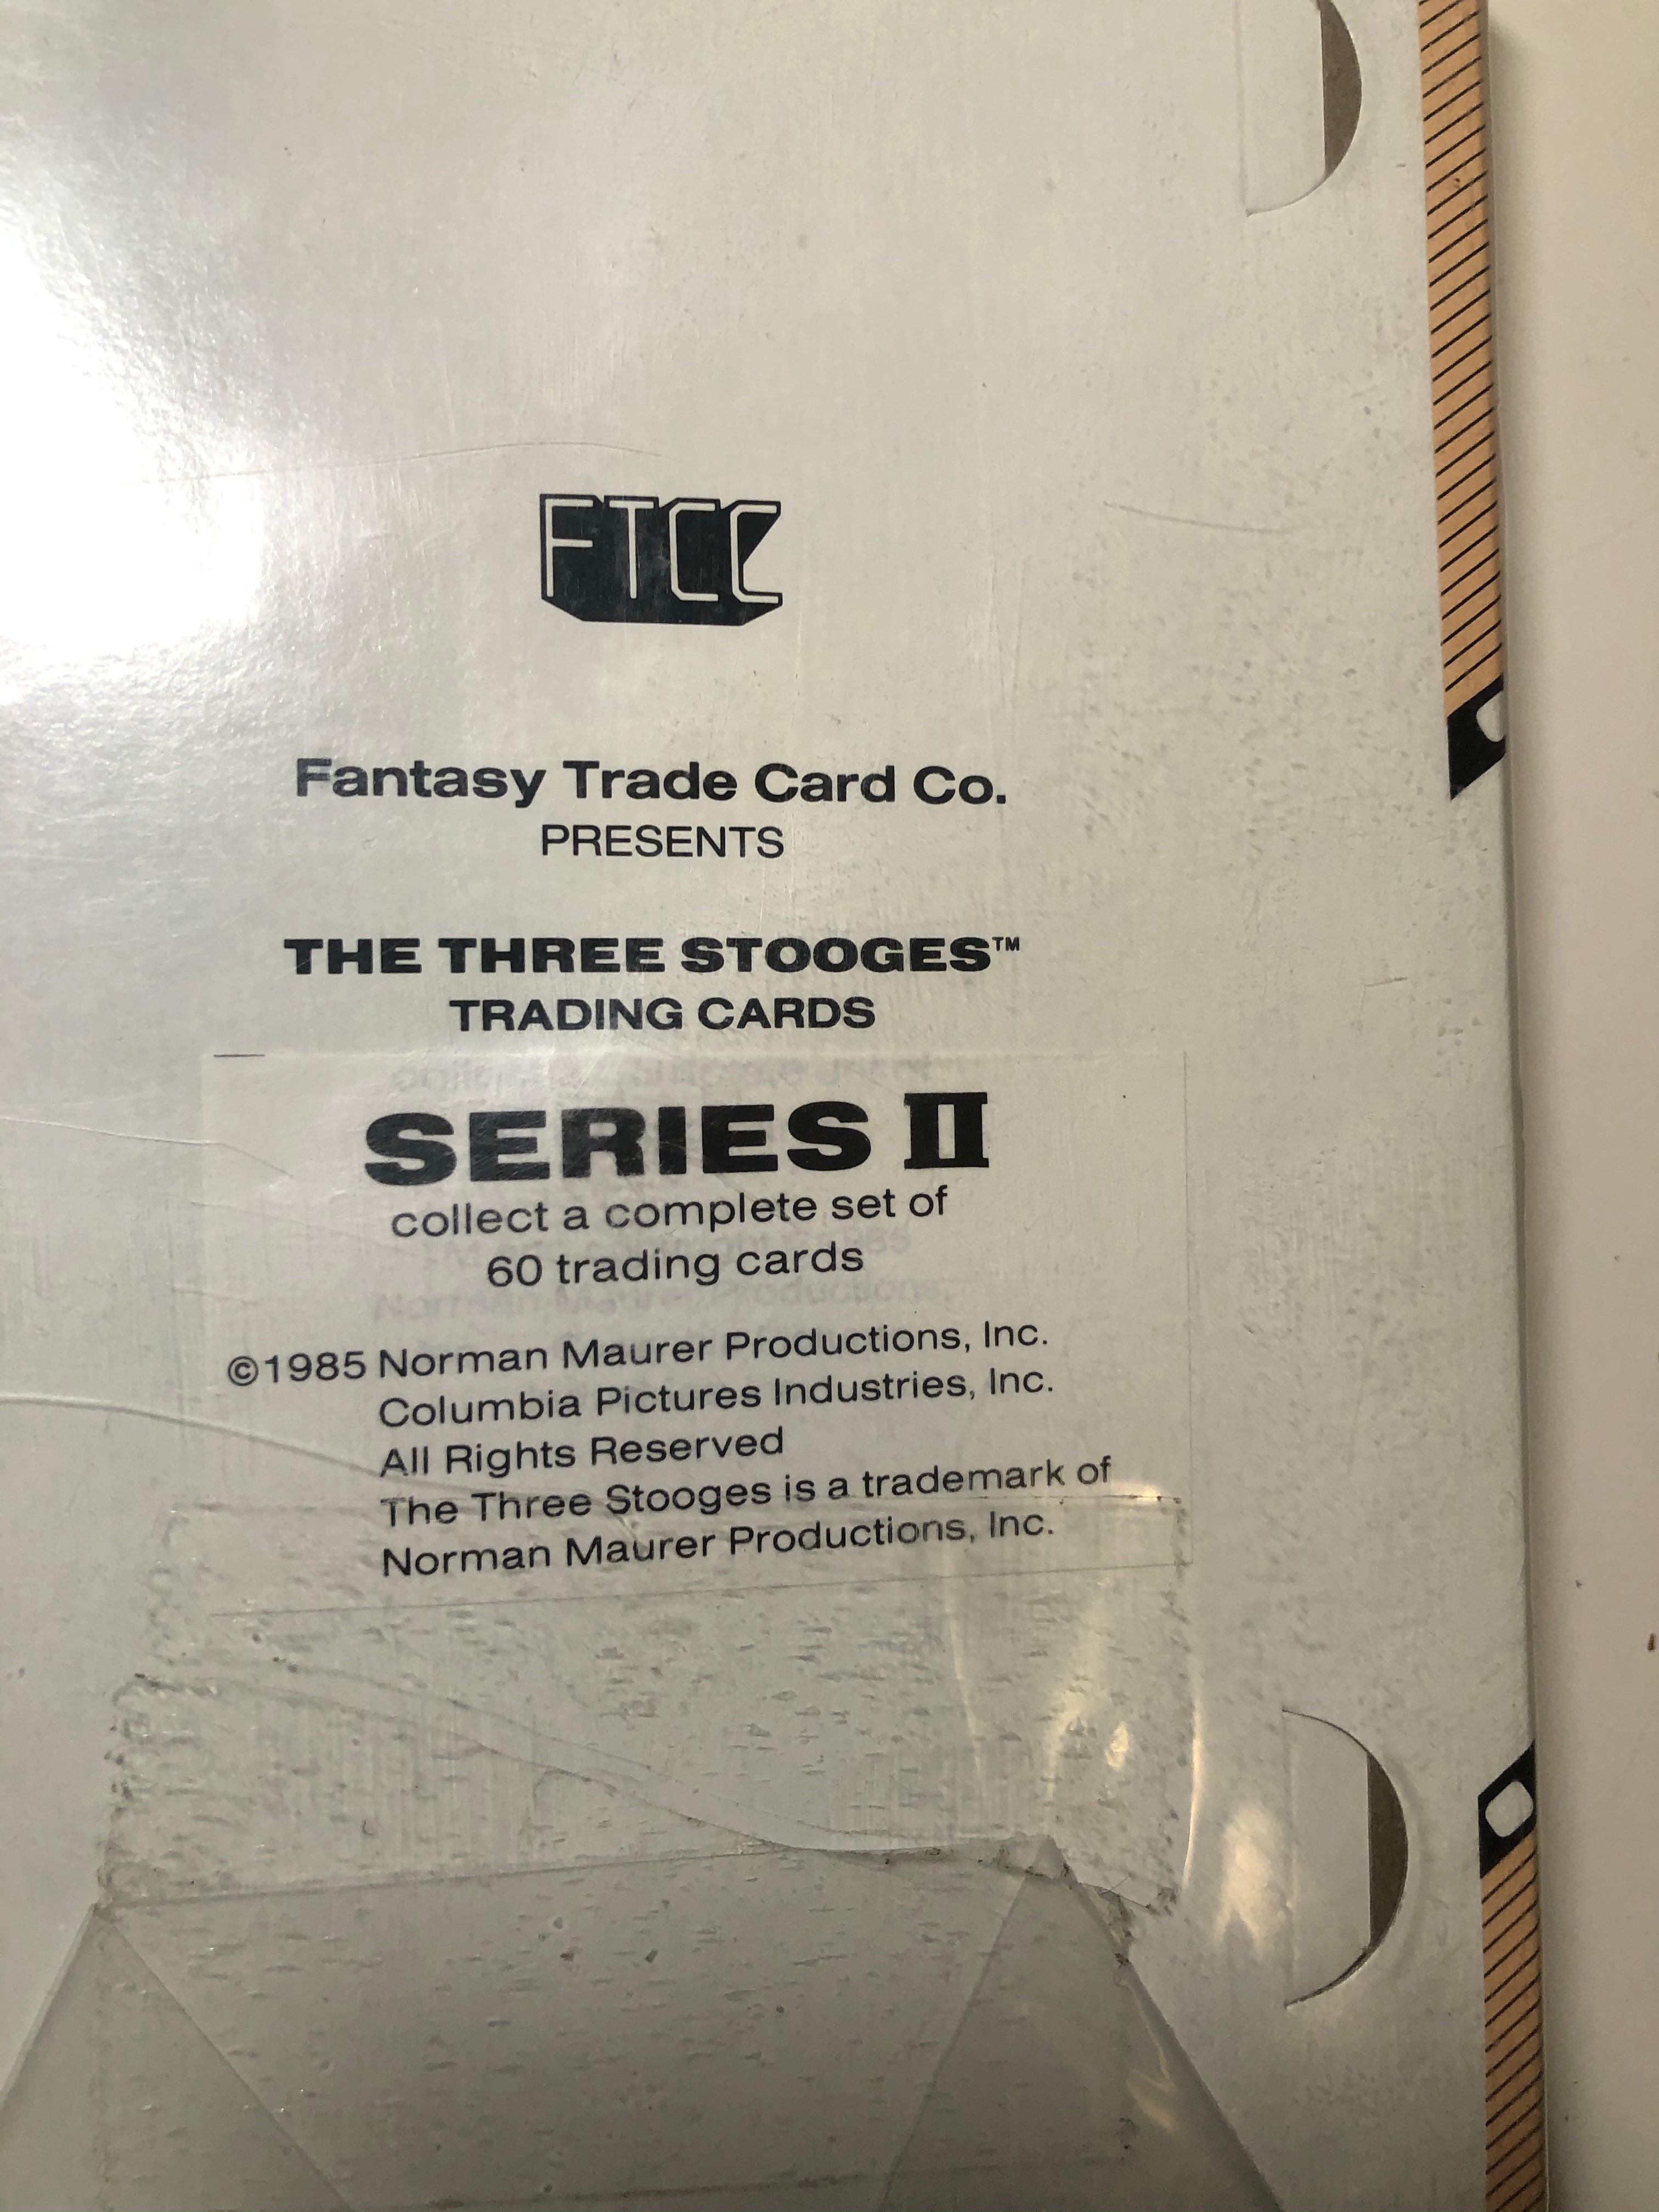 FTCC
Fantasy Trade Card Co.
PRESENTS
THE THREE STOOGES™
TRADING CARDS
SERIES II
collect a complete set of
60 trading cards
©1985 Norman Maurer Productions, Inc.
Columbia Pictures Industries, Inc.
All Rights Reserved
The Three Stooges is a trademark of
Norman Maurer Productions, Inc.